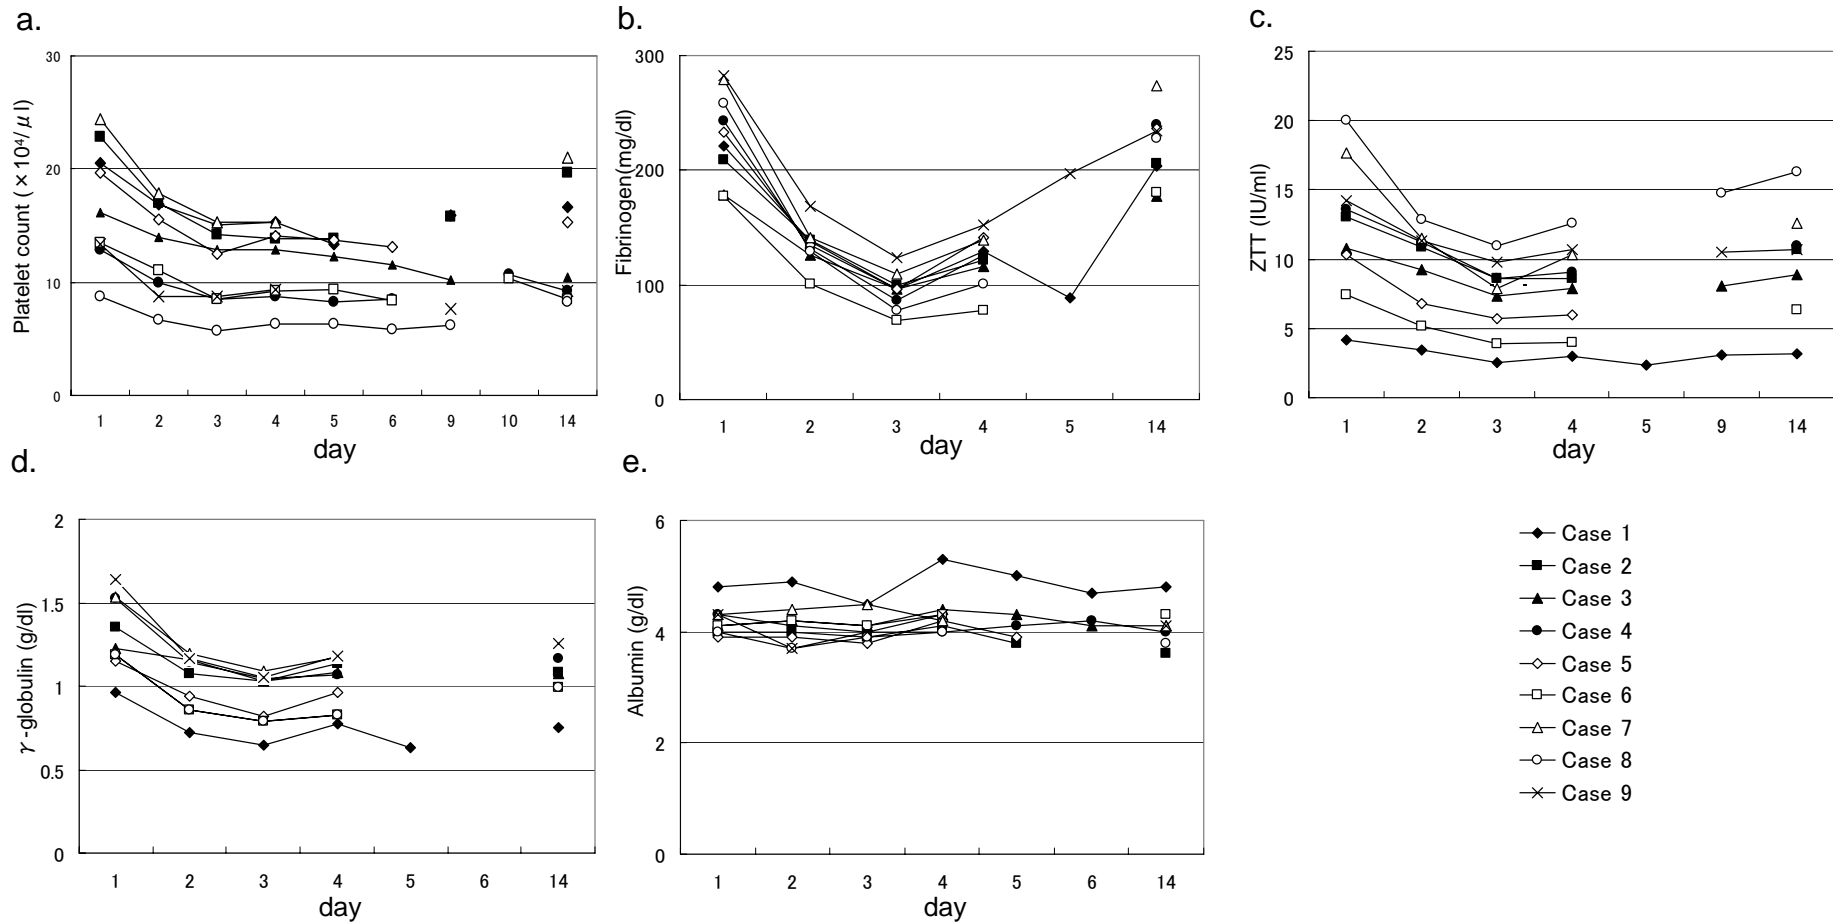 a.
Platelet count (×10⁴/μl)
30
20
10
0
1 2 3 4 5 6 9 10 14
day
b.
Fibrinogen(mg/dl)
300
200
100
0
1 2 3 4 5 14
day
c.
ZTT (IU/ml)
25
20
15
10
5
0
1 2 3 4 5 9 14
day
d.
γ-globulin (g/dl)
2
1.5
1
0.5
0
1 2 3 4 5 6 14
day
e.
Albumin (g/dl)
6
4
2
0
1 2 3 4 5 6 14
day
Case 1
Case 2
Case 3
Case 4
Case 5
Case 6
Case 7
Case 8
Case 9